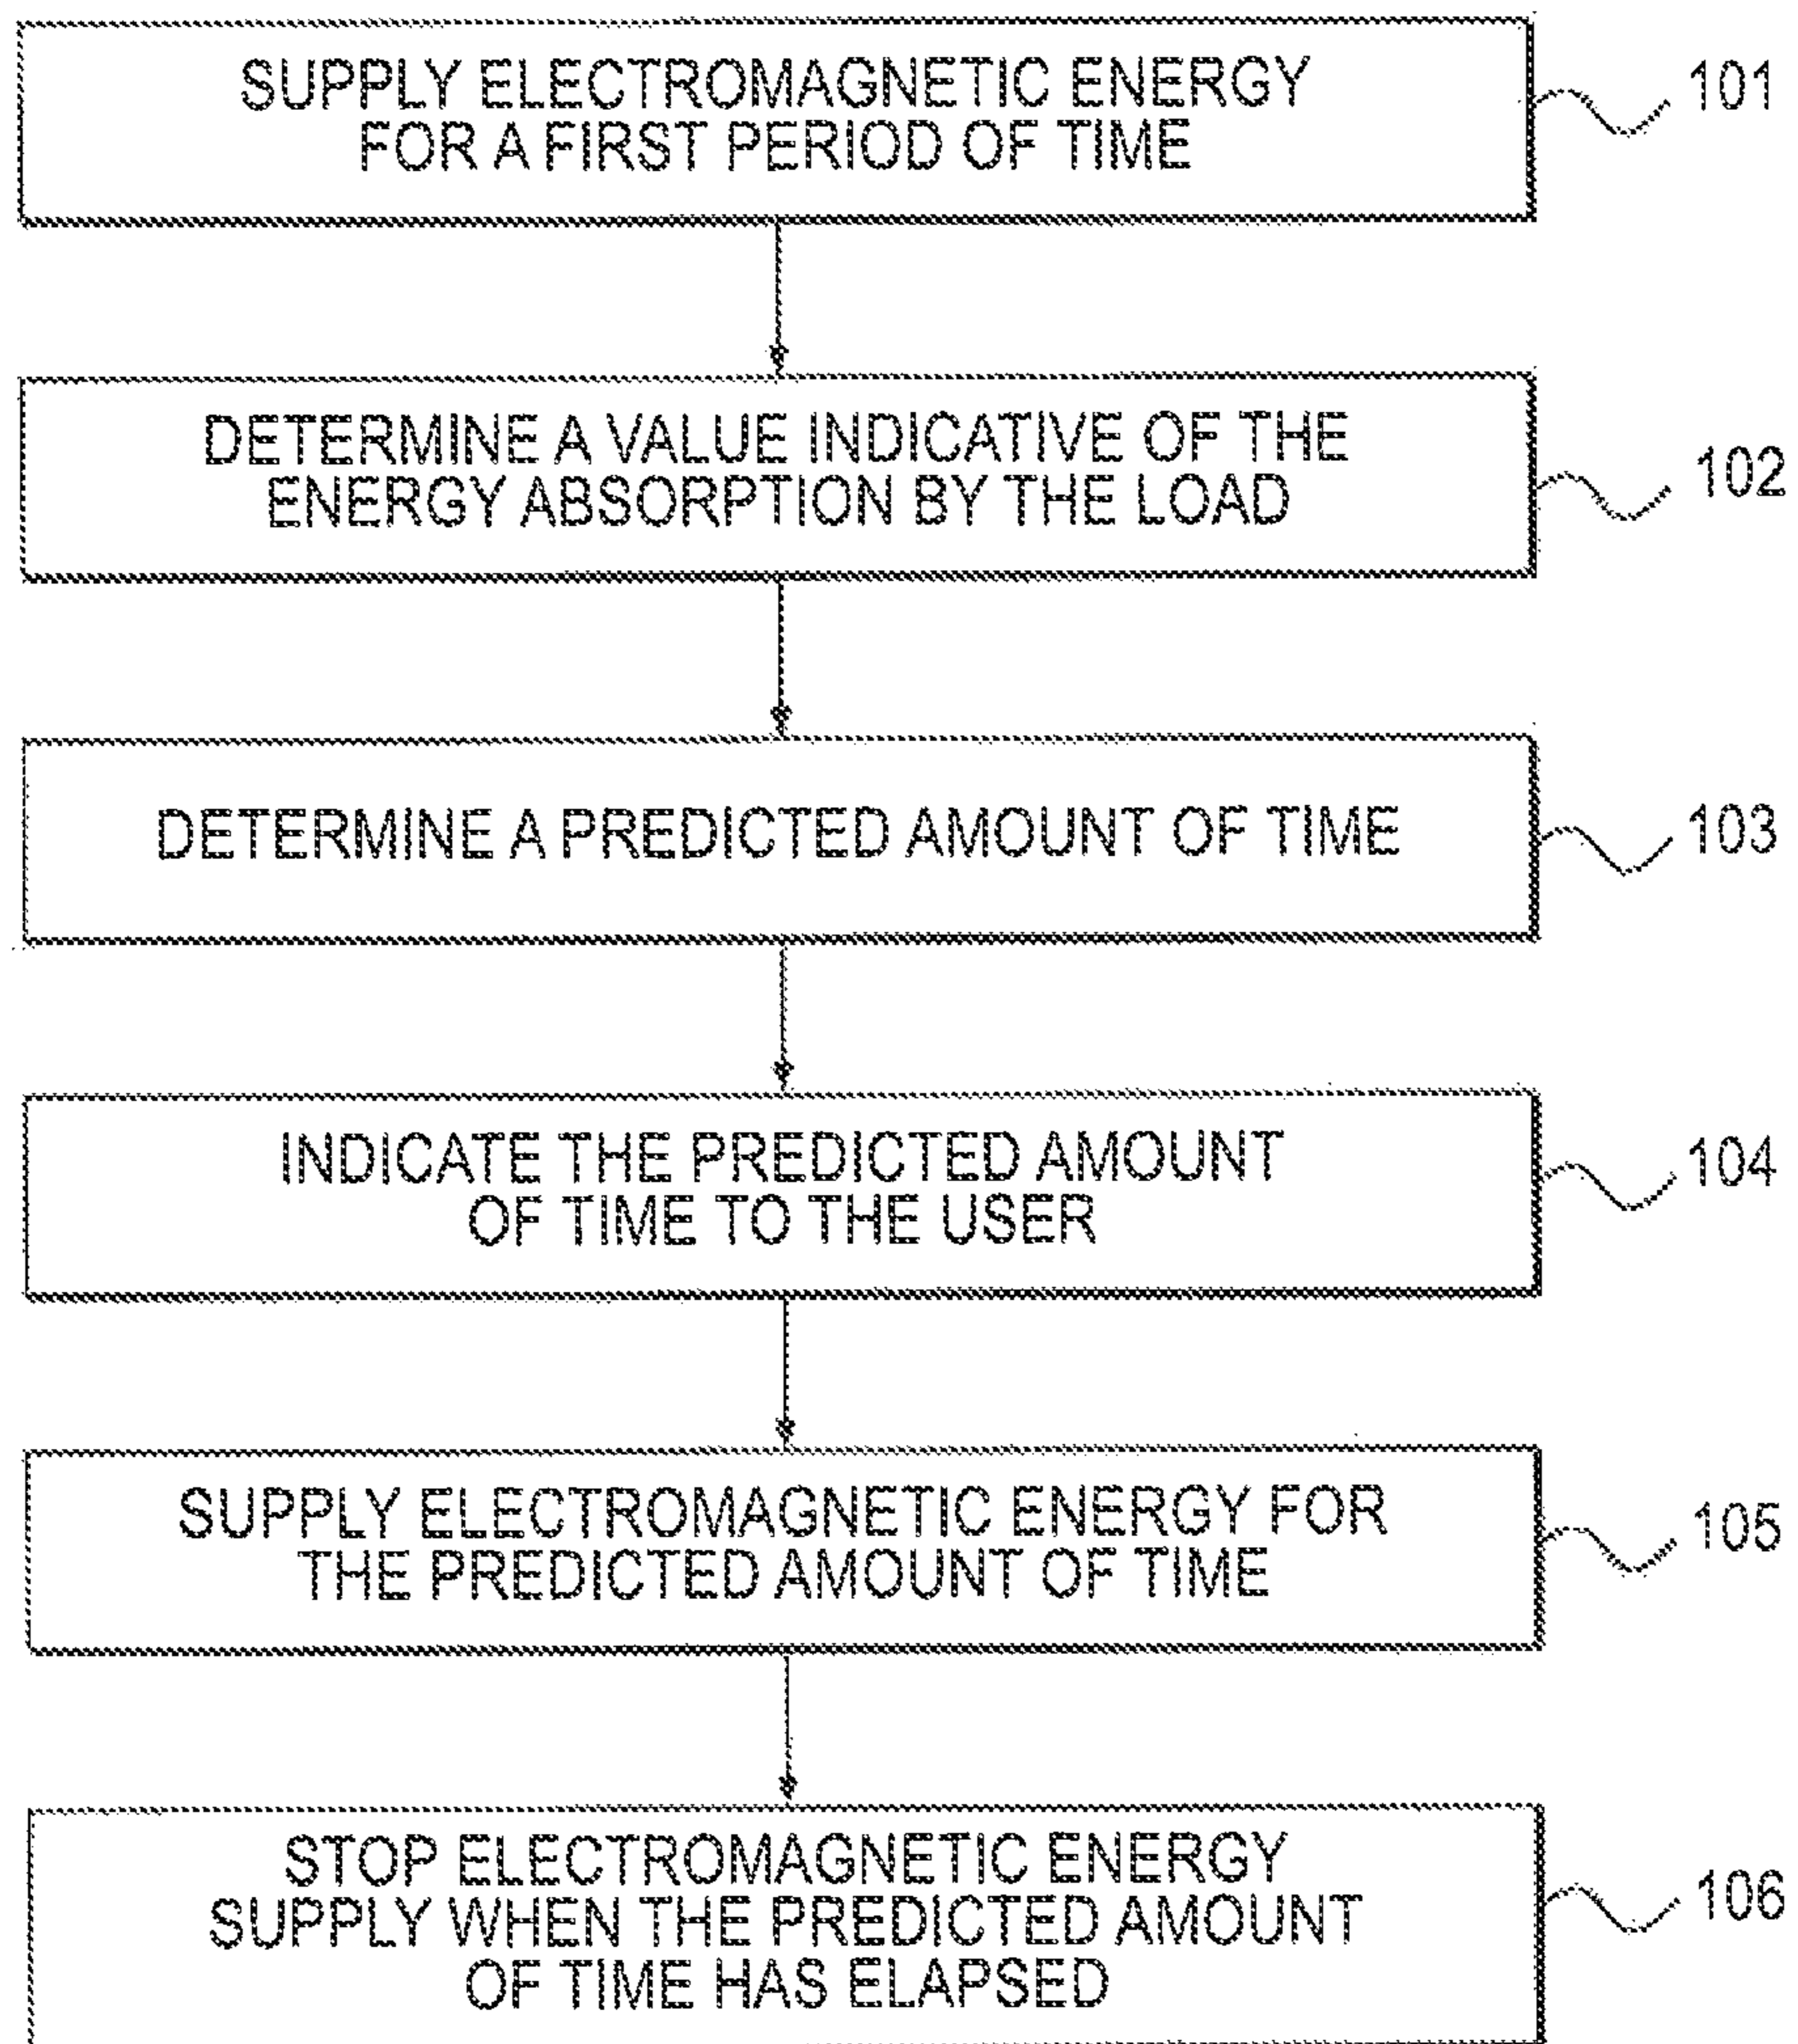 SUPPLY ELECTROMAGNETIC ENERGY
FOR A FIRST PERIOD OF TIME
101
DETERMINE A VALUE INDICATIVE OF THE
ENERGY ABSORPTION BY THE LOAD
102
DETERMINE A PREDICTED AMOUNT OF TIME
103
INDICATE THE PREDICTED AMOUNT
OF TIME TO THE USER
104
SUPPLY ELECTROMAGNETIC ENERGY FOR
THE PREDICTED AMOUNT OF TIME
105
STOP ELECTROMAGNETIC ENERGY
SUPPLY WHEN THE PREDICTED AMOUNT
OF TIME HAS ELAPSED
106